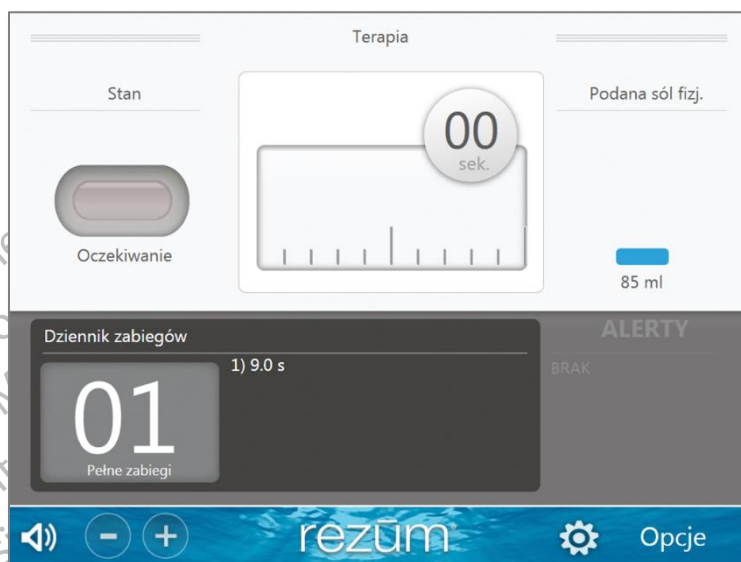 Terapia
Stan
Podana sól fizj.
00
sek.
Oczekiwanie
85 ml
Dziennik zabiegów
ALERTY
1) 9.0 s
BRAK
01
Pełne zabiegi
rezūm
Opcje